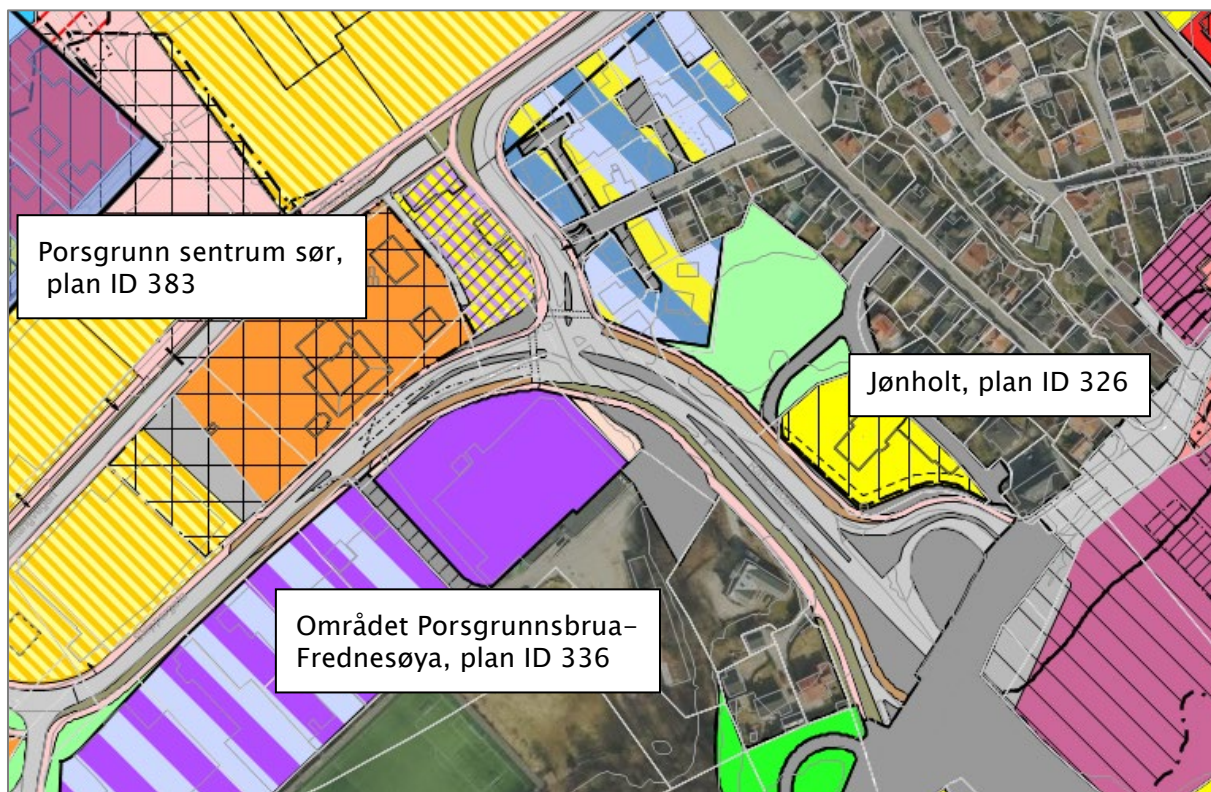 Porsgrunn sentrum sør,
plan ID 383
Jønholt, plan ID 326
Området Porsgrunnsbrua–
Frednesøya, plan ID 336